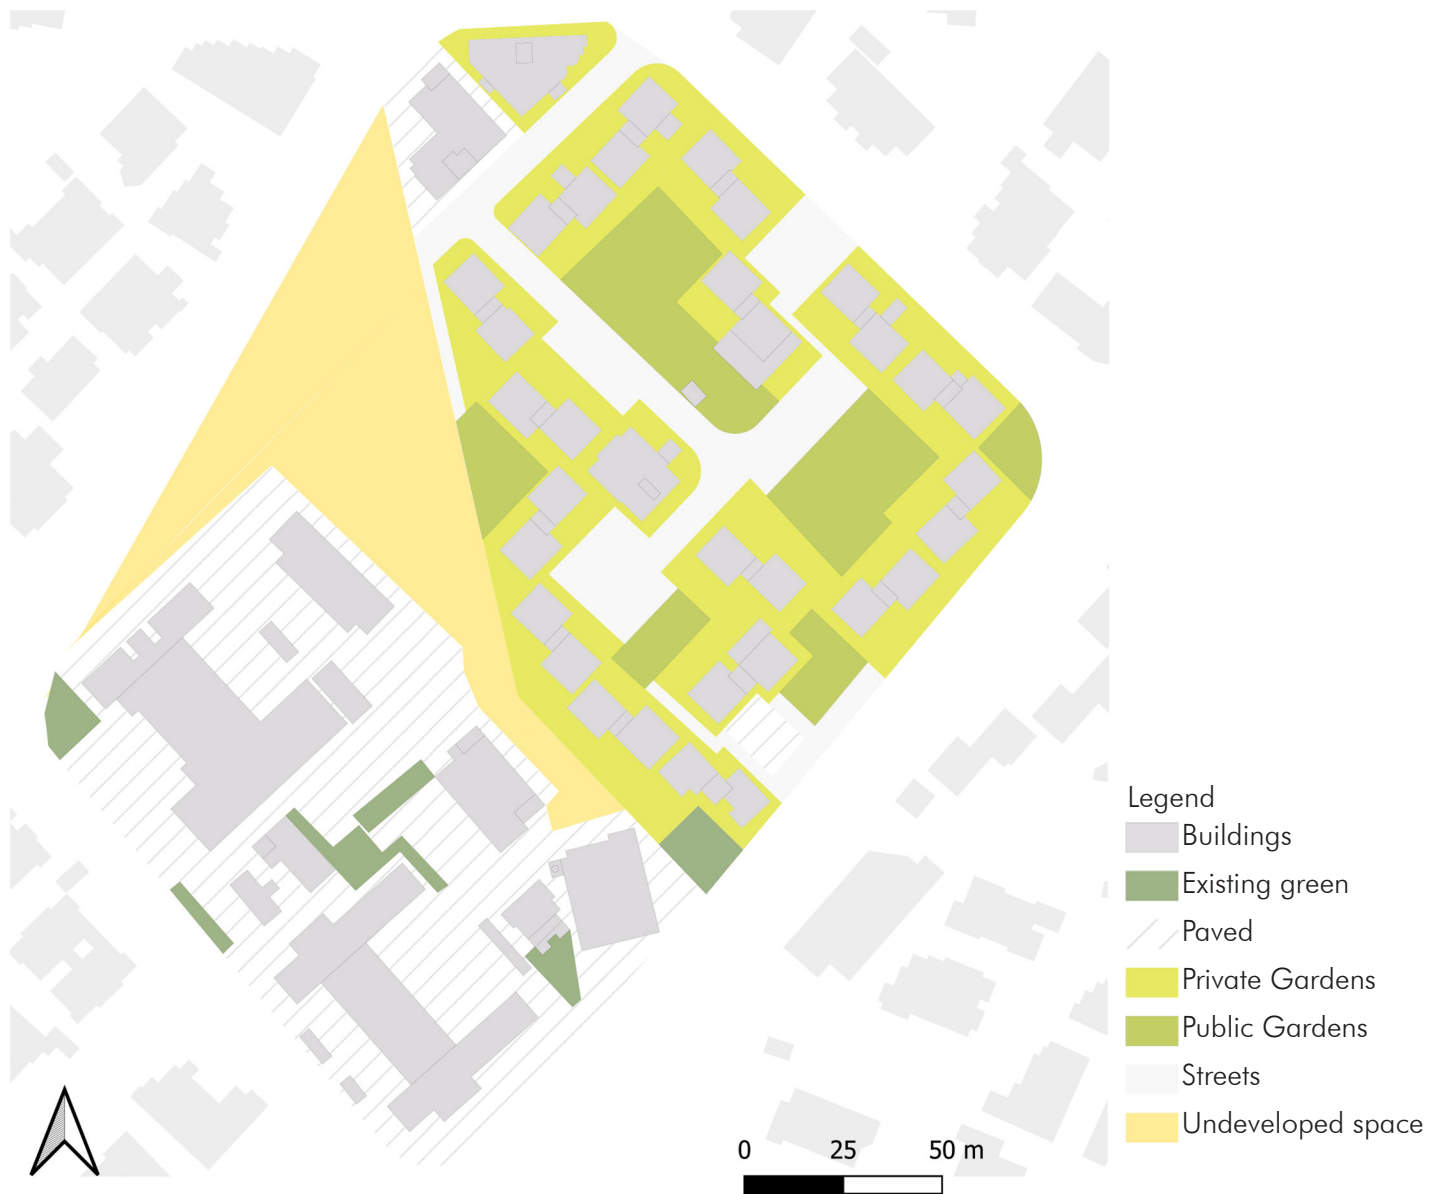 Legend
Buildings
Existing green
Paved
Private Gardens
Public Gardens
Streets
Undeveloped space
0 25 50 m